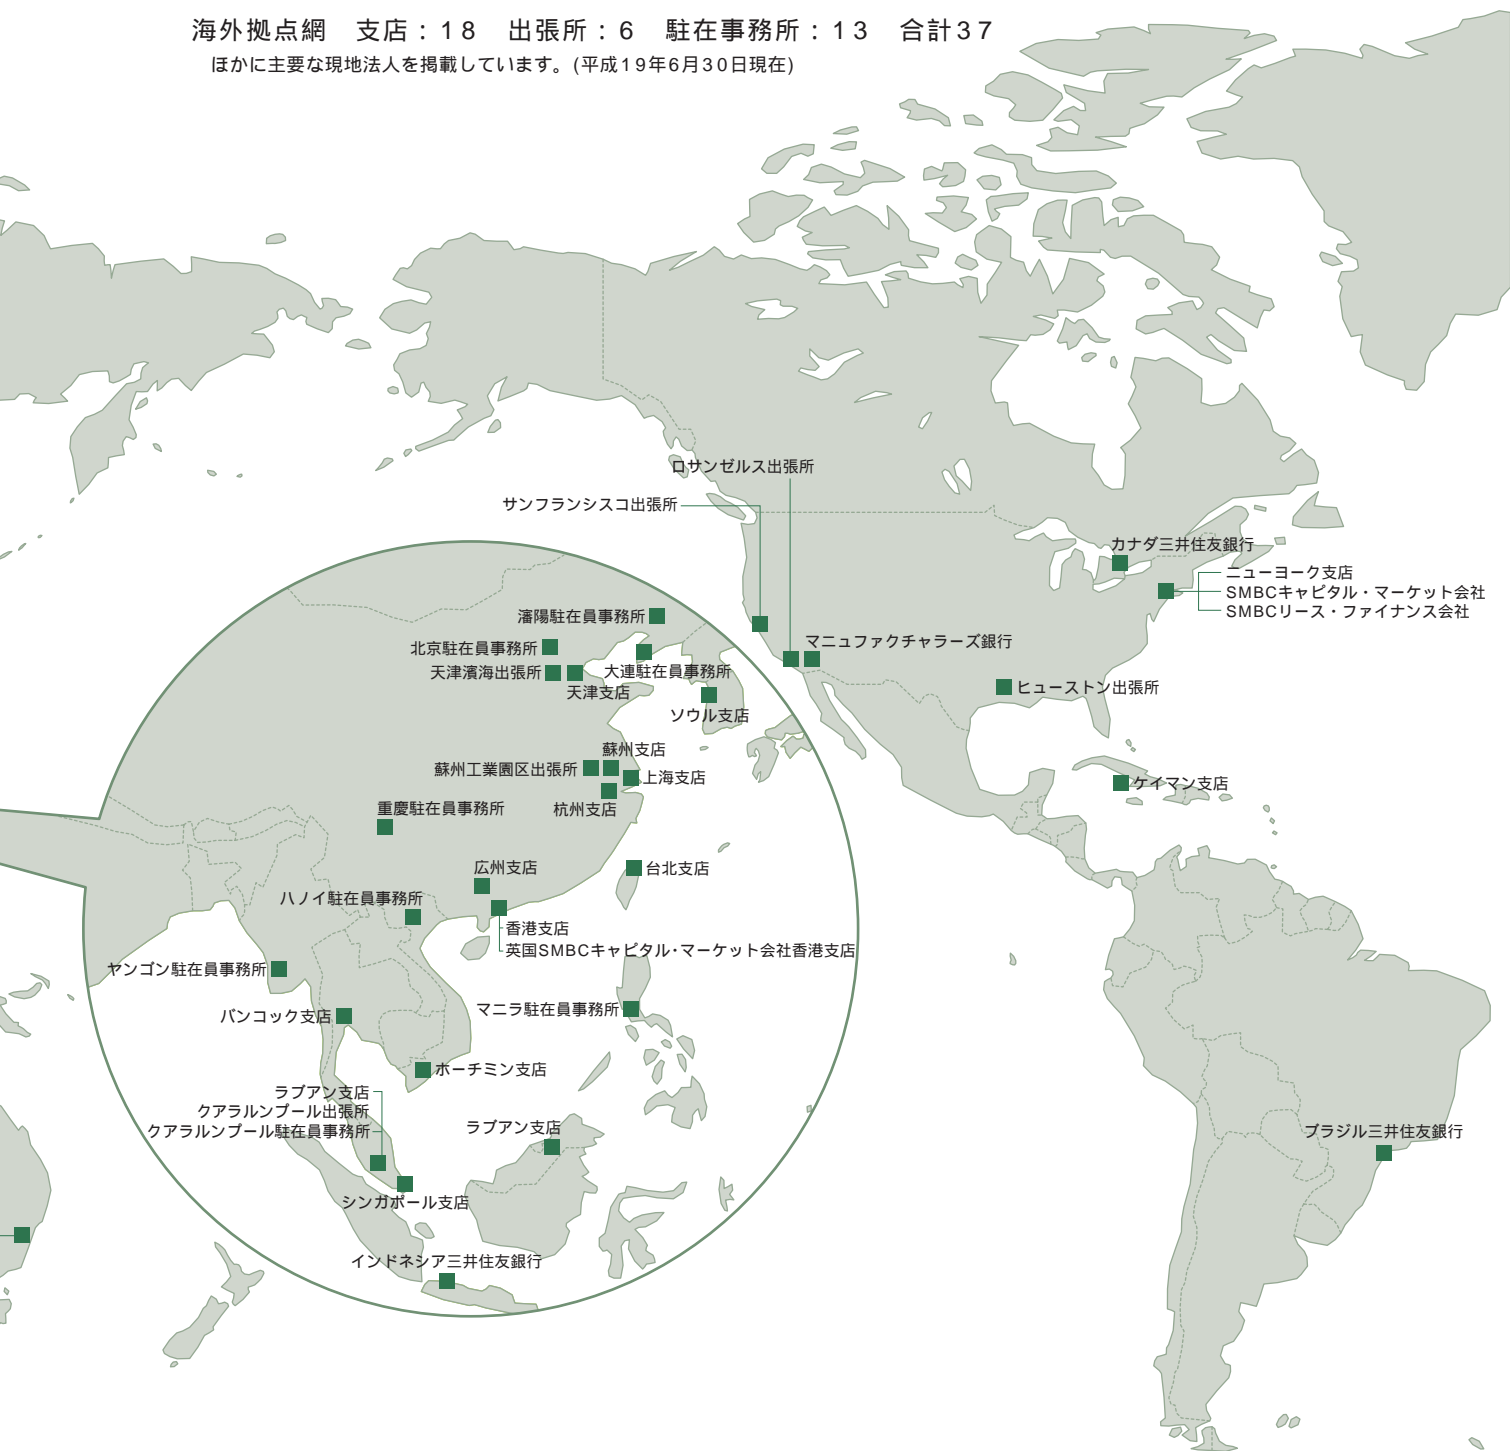 海外拠点網　支店：18　出張所：6　駐在事務所：13　合計37
ほかに主要な現地法人を掲載しています。(平成19年6月30日現在)
ロサンゼルス出張所
サンフランシスコ出張所
カナダ三井住友銀行
ニューヨーク支店
SMBCキャピタル・マーケット会社
SMBCリース・ファイナンス会社
マニュファクチャラーズ銀行
ヒューストン出張所
ケイマン支店
ブラジル三井住友銀行
瀋陽駐在員事務所
北京駐在員事務所
大連駐在員事務所
天津濱海出張所
天津支店
ソウル支店
蘇州支店
蘇州工業園区出張所
上海支店
杭州支店
重慶駐在員事務所
広州支店
台北支店
ハノイ駐在員事務所
香港支店
英国SMBCキャピタル・マーケット会社香港支店
ヤンゴン駐在員事務所
マニラ駐在員事務所
バンコック支店
ホーチミン支店
ラブアン支店
クアラルンプール出張所
クアラルンプール駐在員事務所
ラブアン支店
シンガポール支店
インドネシア三井住友銀行